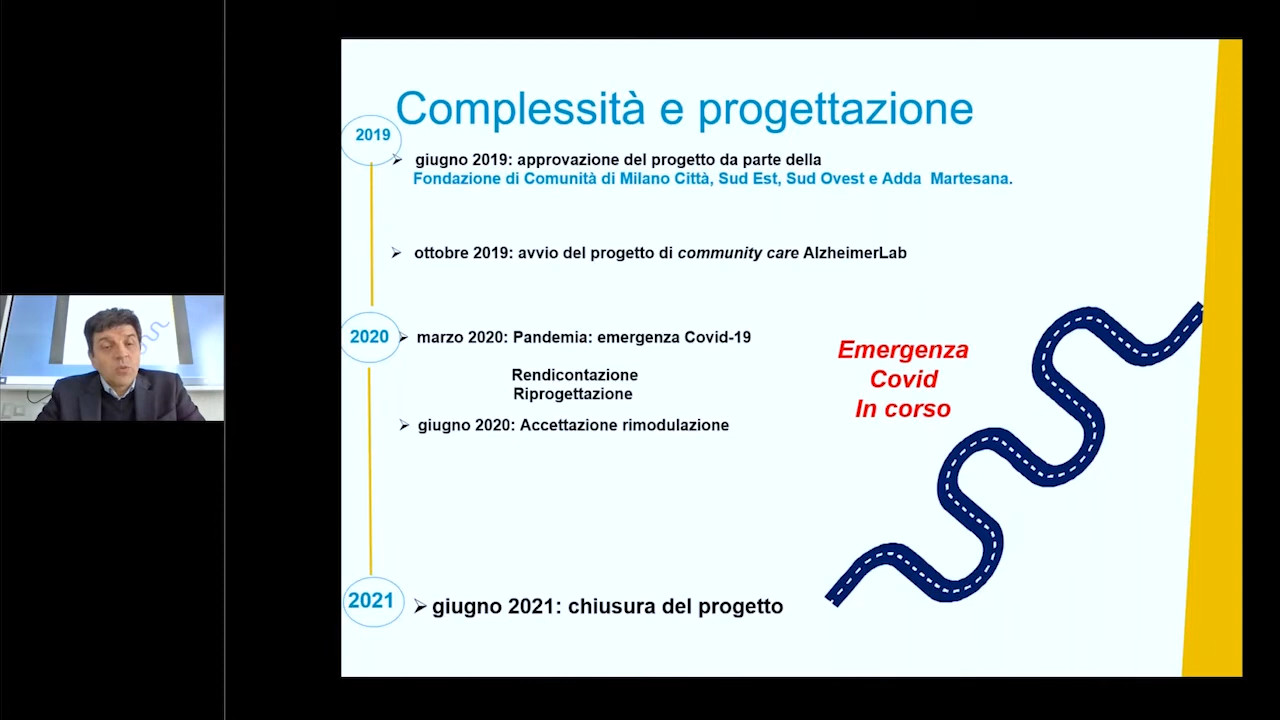 Complessità e progettazione
2019
giugno 2019: approvazione del progetto da parte della
Fondazione di Comunità di Milano Città, Sud Est, Sud Ovest e Adda Martesana.
ottobre 2019: avvio del progetto di community care AlzheimerLab
2020
marzo 2020: Pandemia: emergenza Covid-19
Rendicontazione
Riprogettazione
giugno 2020: Accettazione rimodulazione
Emergenza
Covid
In corso
2021
giugno 2021: chiusura del progetto